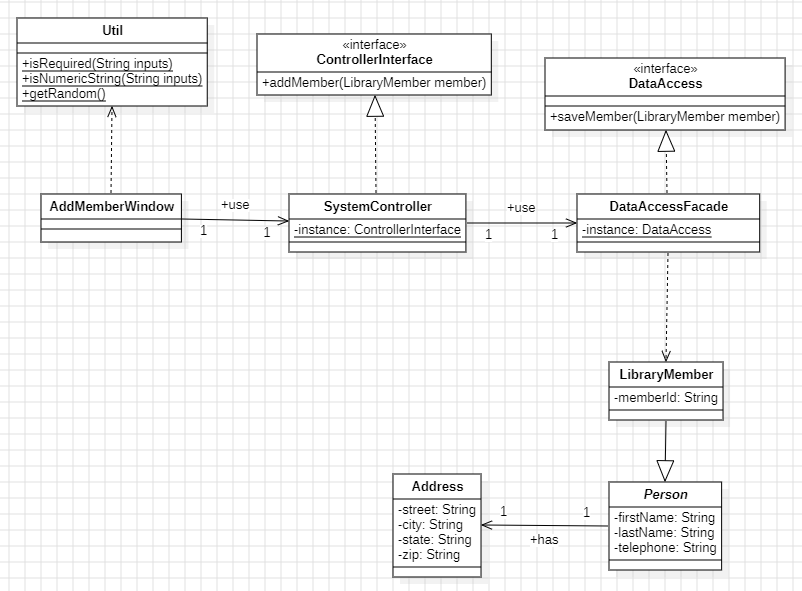 Util
+isRequired(String inputs)
+isNumericString(String inputs)
+getRandom()
«interface»
ControllerInterface
+addMember(LibraryMember member)
«interface»
DataAccess
+saveMember(LibraryMember member)
AddMemberWindow
+use
1
1
SystemController
-instance: ControllerInterface
+use
1
1
DataAccessFacade
-instance: DataAccess
LibraryMember
-memberId: String
Address
-street: String
-city: String
-state: String
-zip: String
1
1
+has
Person
-firstName: String
-lastName: String
-telephone: String